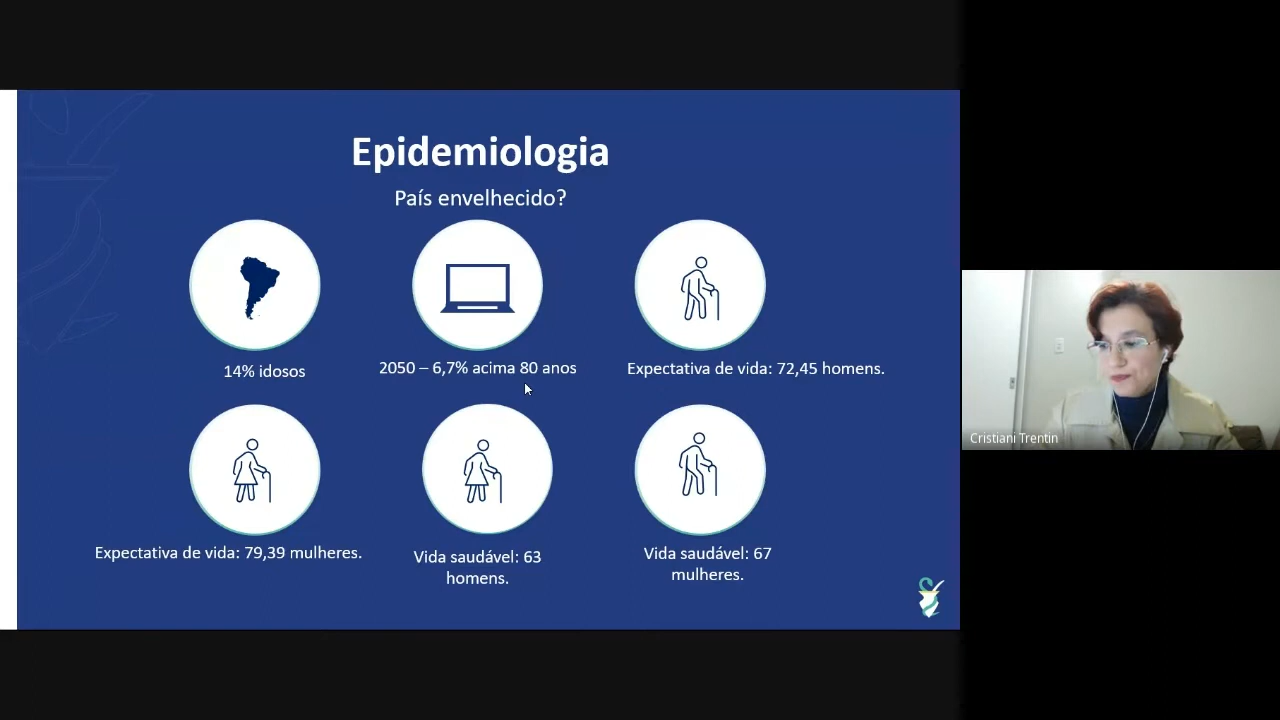 Epidemiologia
País envelhecido?
14% idosos
2050 – 6,7% acima 80 anos
Expectativa de vida: 72,45 homens.
Expectativa de vida: 79,39 mulheres.
Vida saudável: 63
homens.
Vida saudável: 67
mulheres.
Cristiani Trentin